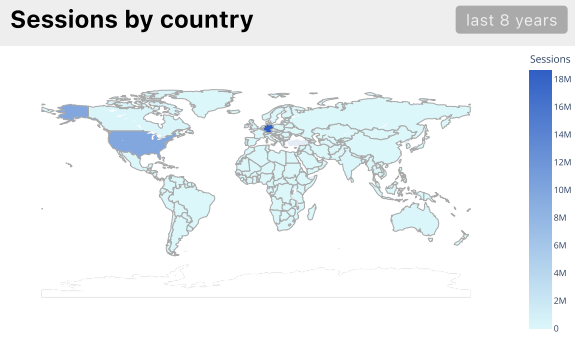 Sessions by country
last 8 years
Sessions
18M
16M
14M
12M
10M
8M
6M
4M
2M
0